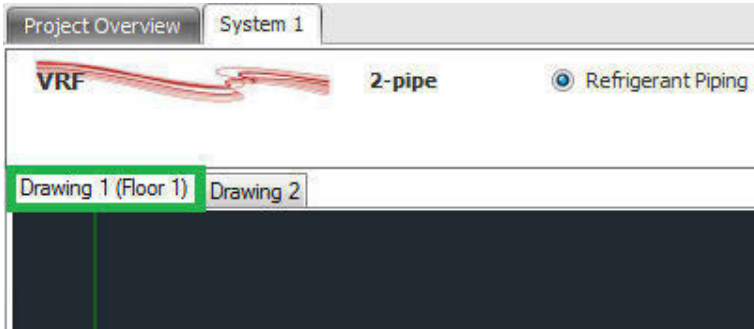 Project Overview System 1
VRF 2-pipe Refrigerant Piping
Drawing 1 (Floor 1) Drawing 2